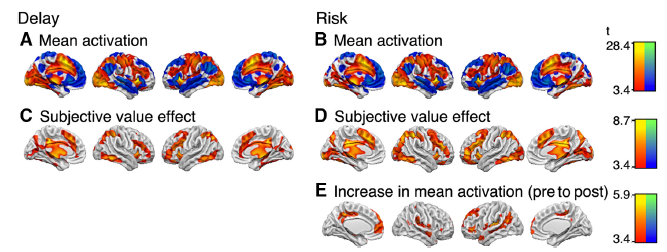 Delay
Risk
A Mean activation
B Mean activation
t
28.4
3.4
C Subjective value effect
D Subjective value effect
8.7
3.4
E Increase in mean activation (pre to post)
5.9
3.4